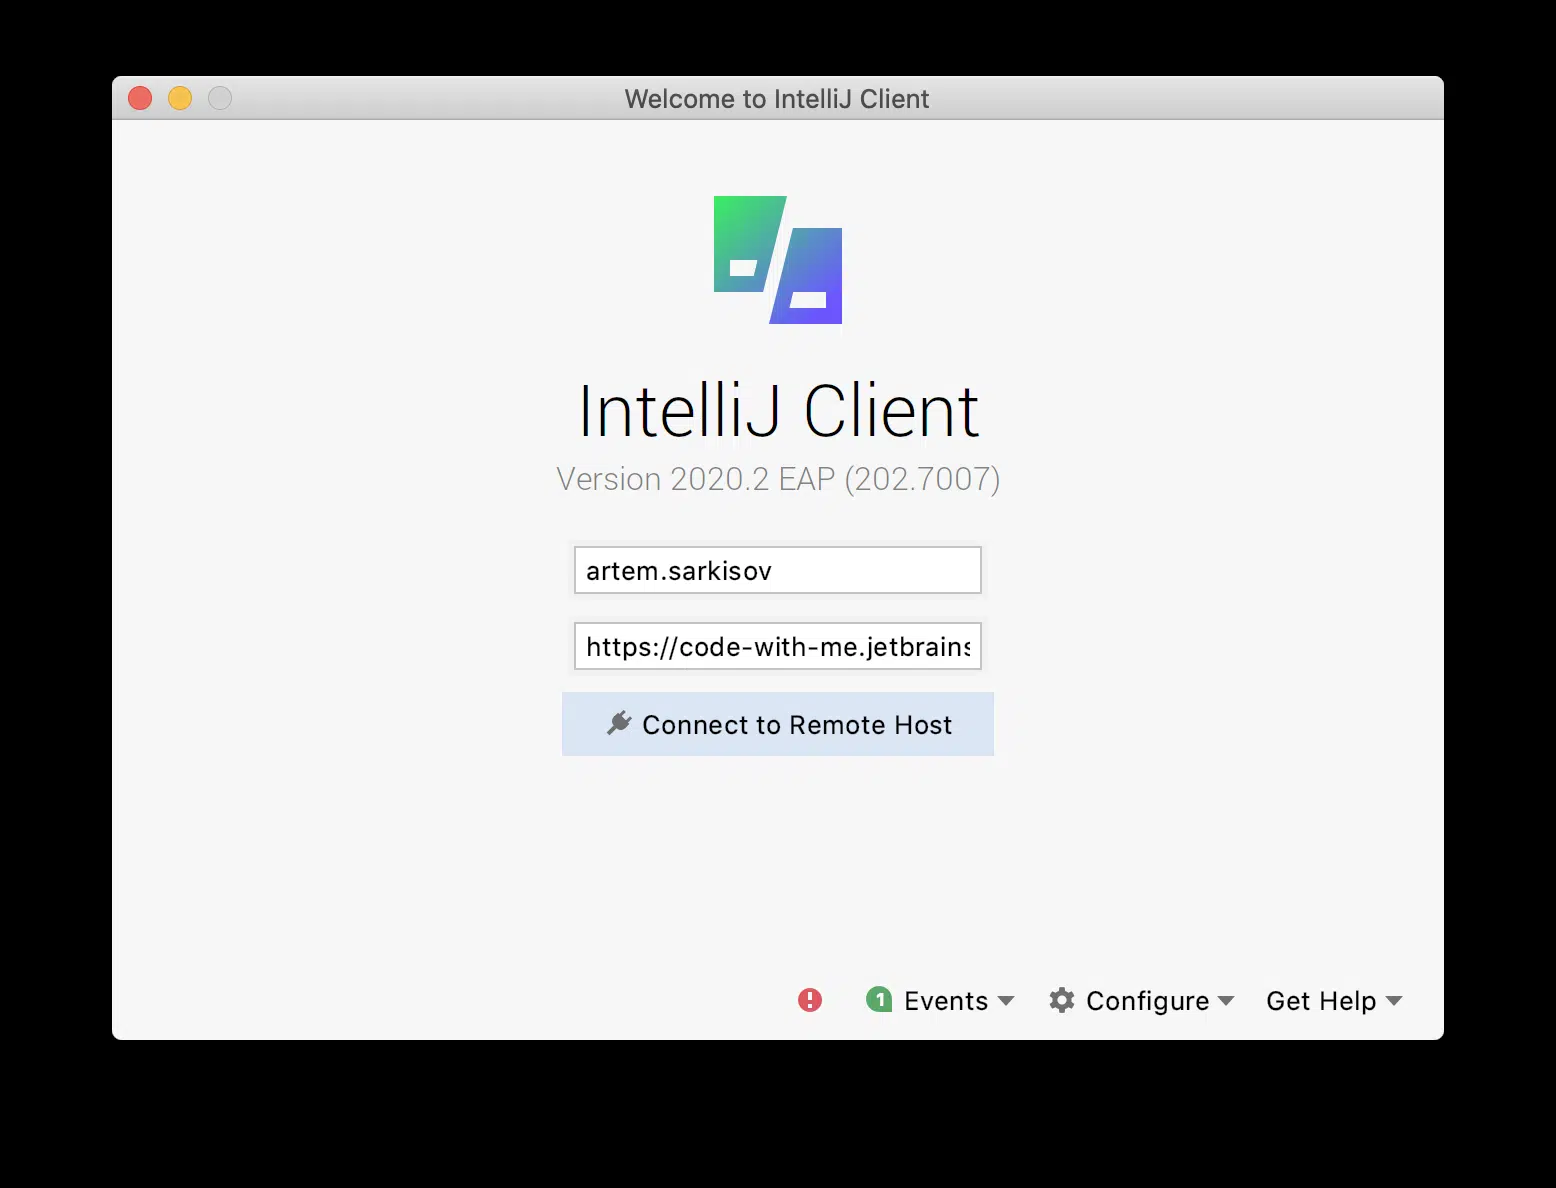 Welcome to IntelliJ Client
IntelliJ Client
Version 2020.2 EAP (202.7007)
artem.sarkisov
https://code-with-me.jetbrains
Connect to Remote Host
1 Events Configure Get Help